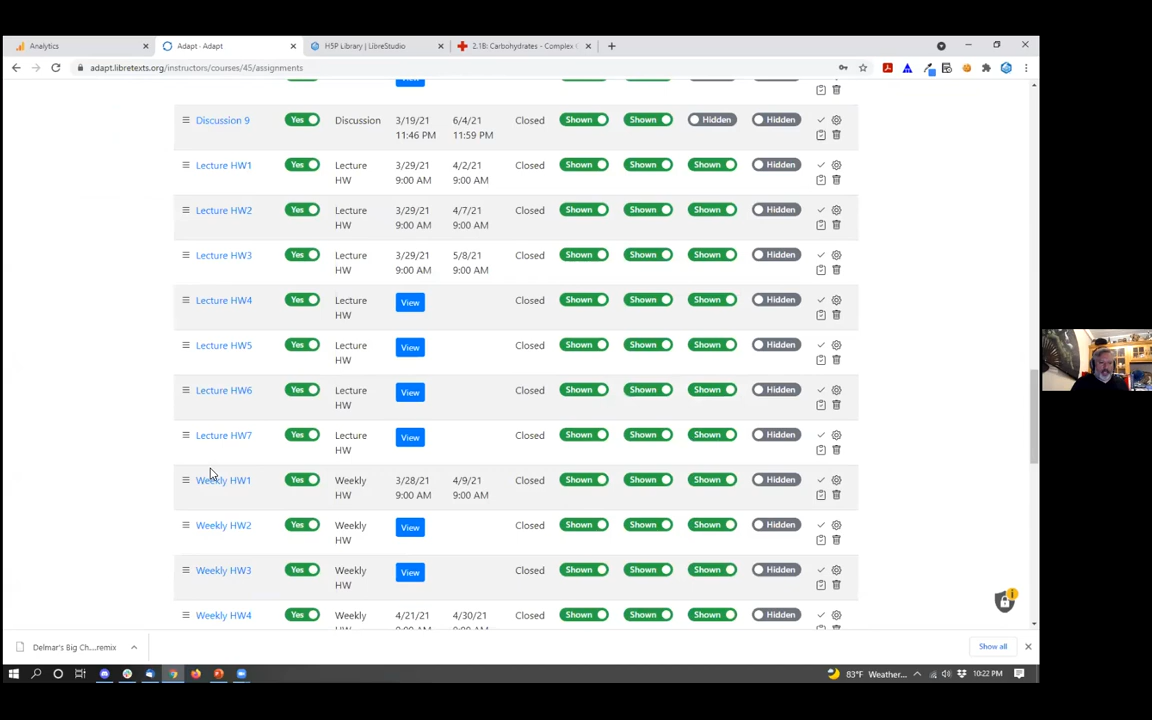 Analytics
Adapt - Adapt
H5P Library | LibreStudio
2.1B: Carbohydrates - Complex
adapt.libretexts.org/instructors/courses/45/assignments
View
Discussion 9 Yes Discussion 3/19/21 6/4/21 Closed Shown Shown Hidden Hidden
11:46 PM 11:59 PM
Lecture HW1 Yes Lecture 3/29/21 4/2/21 Closed Shown Shown Shown Hidden
HW 9:00 AM 9:00 AM
Lecture HW2 Yes Lecture 3/29/21 4/7/21 Closed Shown Shown Shown Hidden
HW 9:00 AM 9:00 AM
Lecture HW3 Yes Lecture 3/29/21 5/8/21 Closed Shown Shown Shown Hidden
HW 9:00 AM 9:00 AM
Lecture HW4 Yes Lecture View Closed Shown Shown Shown Hidden
HW
Lecture HW5 Yes Lecture View Closed Shown Shown Shown Hidden
HW
Lecture HW6 Yes Lecture View Closed Shown Shown Shown Hidden
HW
Lecture HW7 Yes Lecture View Closed Shown Shown Shown Hidden
HW
Weekly HW1 Yes Weekly 3/28/21 4/9/21 Closed Shown Shown Shown Hidden
HW 9:00 AM 9:00 AM
Weekly HW2 Yes Weekly View Closed Shown Shown Shown Hidden
HW
Weekly HW3 Yes Weekly View Closed Shown Shown Shown Hidden
HW
Weekly HW4 Yes Weekly 4/21/21 4/30/21 Closed Shown Shown Shown Hidden
HW 9:00 AM 9:00 AM
Delmar's Big Ch....remix
Show all
83°F Weather...
10:22 PM